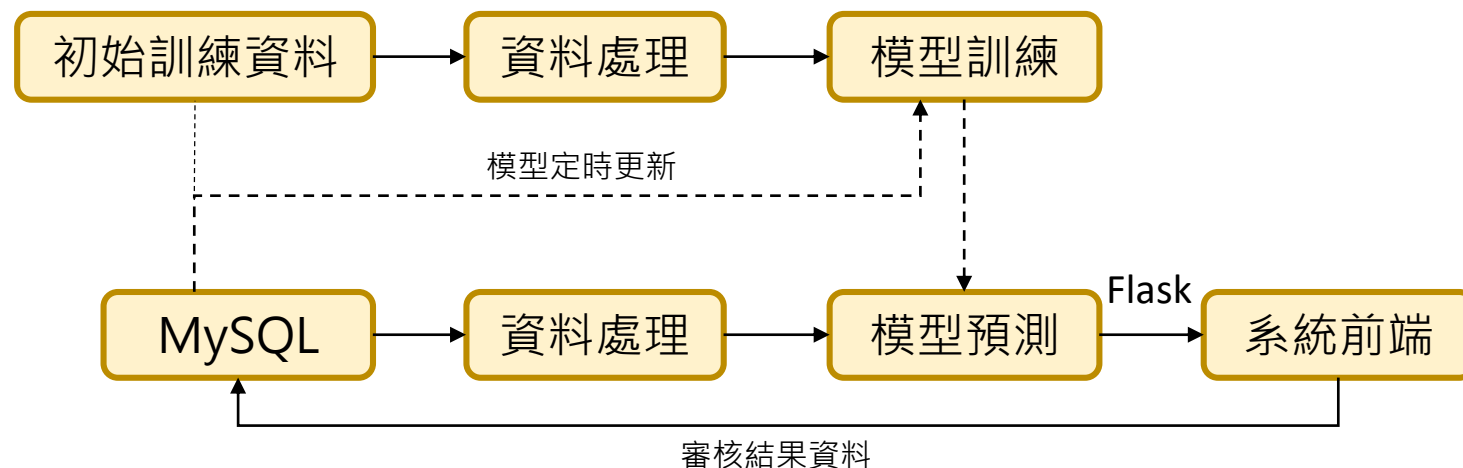 初始訓練資料
資料處理
模型訓練
模型定時更新
MySQL
資料處理
模型預測
Flask
系統前端
審核結果資料